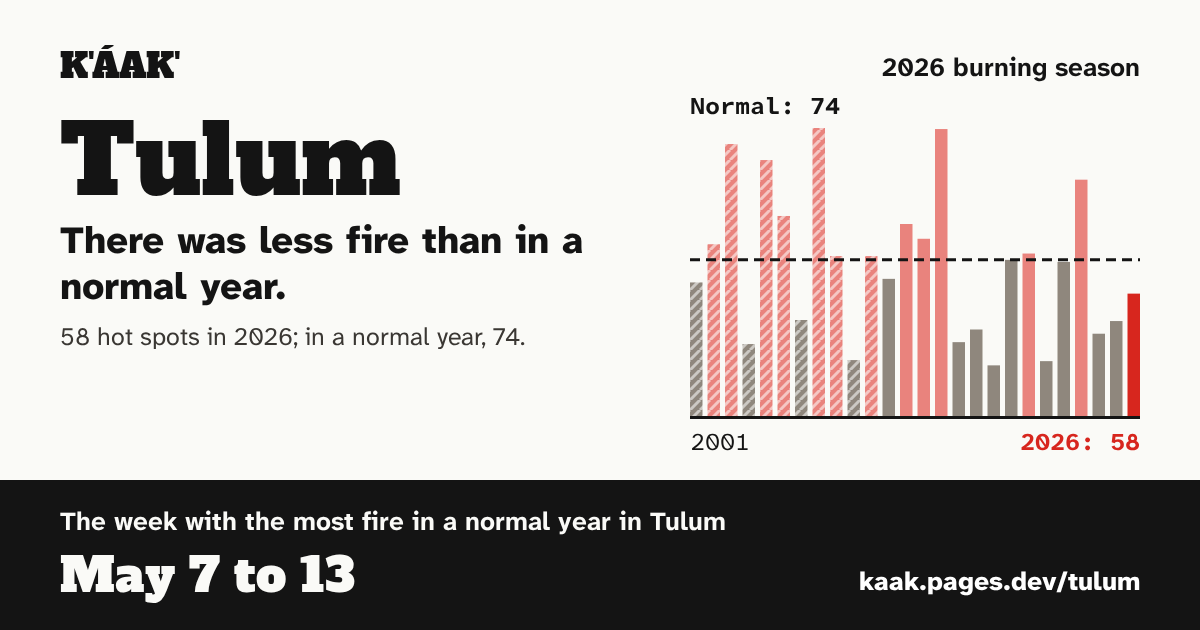 K'ÁAK'
Tulum
There was less fire than in a
normal year.
58 hot spots in 2026; in a normal year, 74.
2026 burning season
Normal: 74
2001
2026: 58
The week with the most fire in a normal year in Tulum
May 7 to 13
kaak.pages.dev/tulum